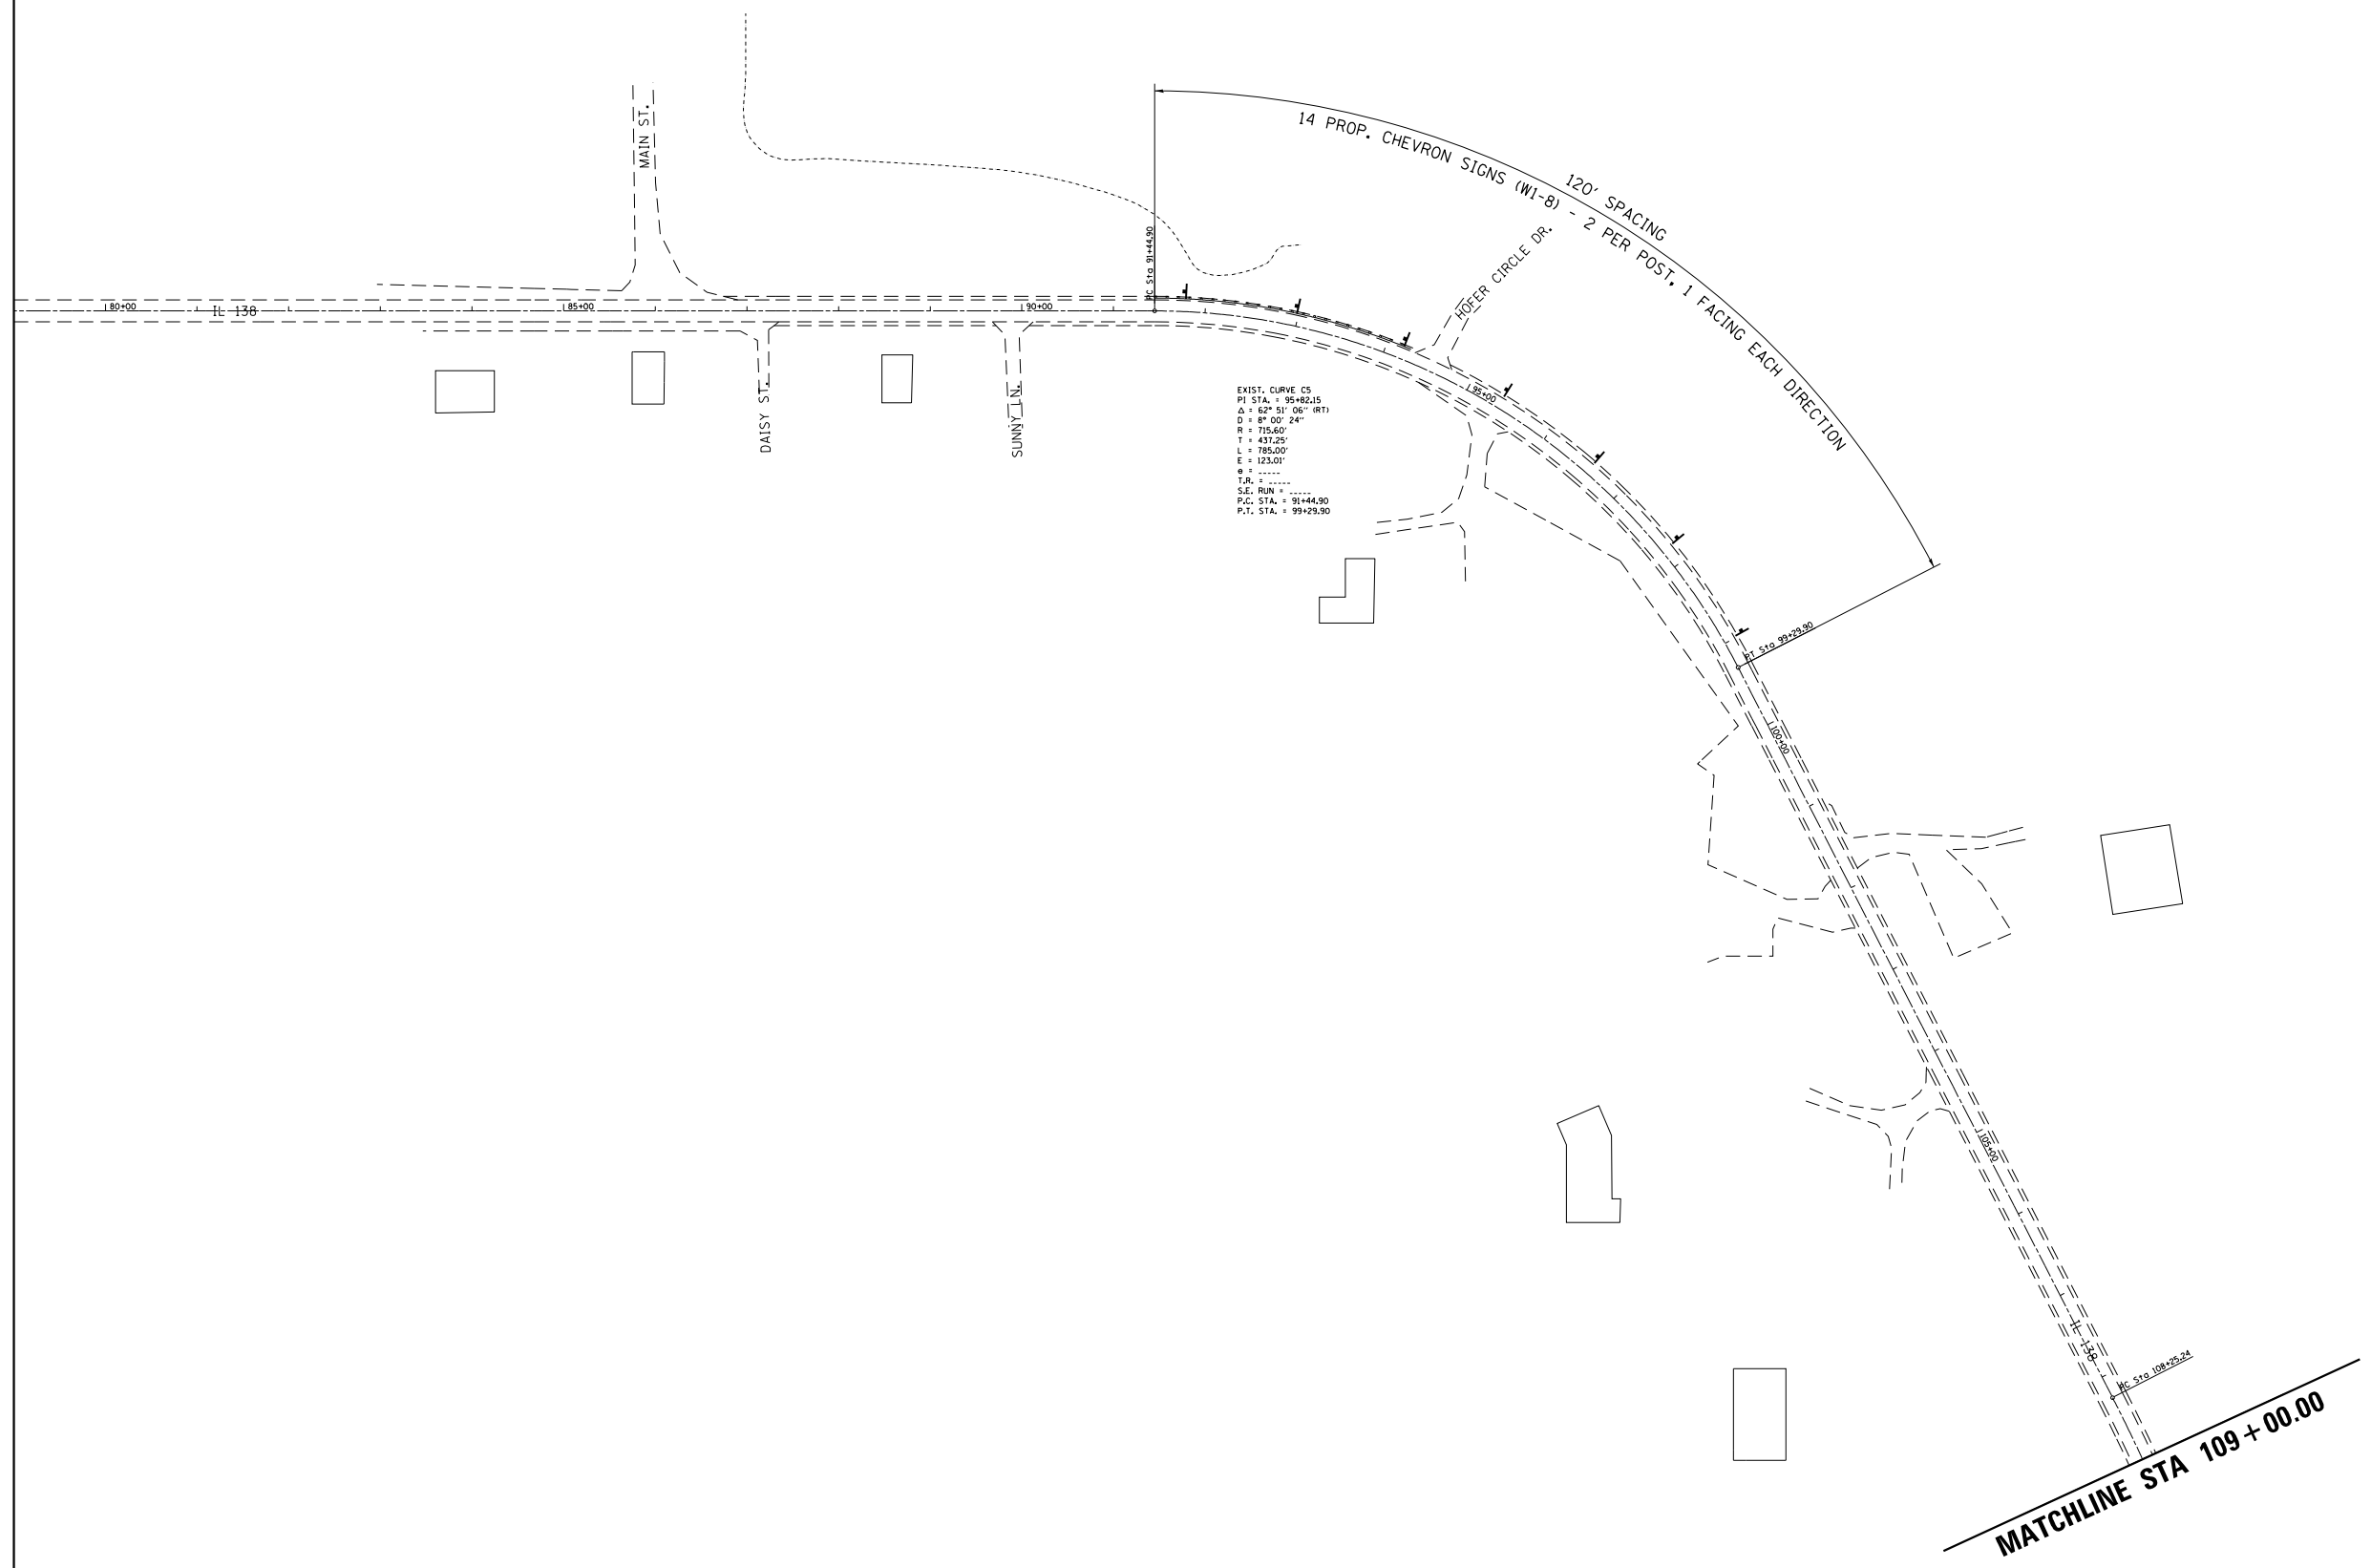 MAIN ST.
14 PROP. CHEVRON SIGNS (W1-8) - 2 PER POST, 1 FACING EACH DIRECTION
120' SPACING
HOFER CIRCLE DR.
PC Sta 91+44.90
80+00
IL 138
85+00
90+00
95+00
DAISY ST.
SUNNY LN.
EXIST. CURVE C5
PI STA. = 95+82.15
Δ = 62° 51' 06" (RT)
D = 8° 00' 24"
R = 715.60'
T = 437.25'
L = 785.00'
E = 123.01'
e = -----
T.R. = -----
S.E. RUN = -----
P.C. STA. = 91+44.90
P.T. STA. = 99+29.90
PT Sta 99+29.90
100+00
105+00
IL 138
PC Sta 108+25.24
MATCHLINE STA 109+00.00